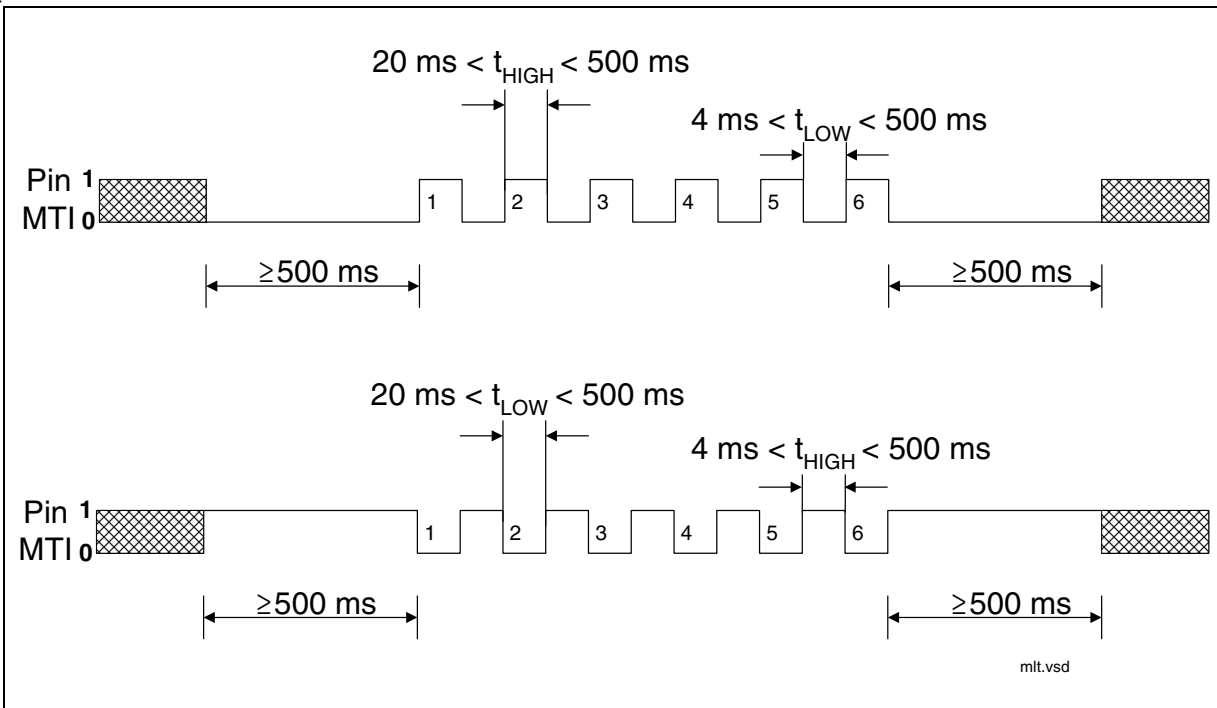 20 ms < tHIGH < 500 ms
4 ms < tLOW < 500 ms
Pin 1
MTI 0
1 2 3 4 5 6
≥500 ms ≥500 ms
20 ms < tLOW < 500 ms
4 ms < tHIGH < 500 ms
Pin 1
MTI 0
1 2 3 4 5 6
≥500 ms ≥500 ms
mlt.vsd